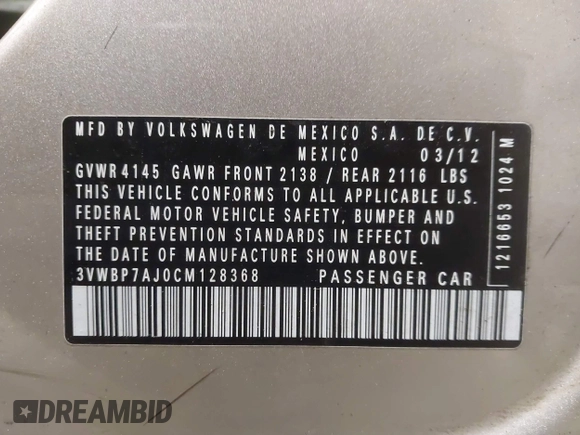 MFD BY VOLKSWAGEN DE MEXICO S.A. DE C.V.
MEXICO 03/12
GVWR 4145 GAWR FRONT 2138 / REAR 2116 LBS
THIS VEHICLE CONFORMS TO ALL APPLICABLE U.S.
FEDERAL MOTOR VEHICLE SAFETY, BUMPER AND
THEFT PREVENTION STANDARDS IN EFFECT ON
THE DATE OF MANUFACTURE SHOWN ABOVE.
3VWBP7AJ0CM128368 PASSENGER CAR
1216653 1024 M
DREAMBID